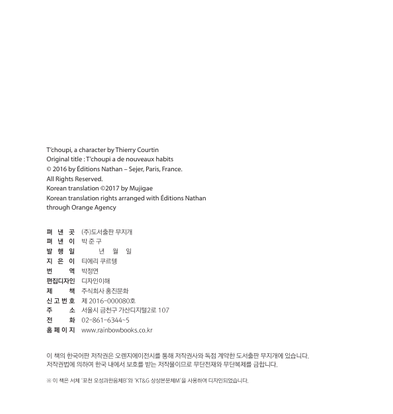 T'choupi, a character by Thierry Courtin
Original title : T'choupi a de nouveaux habits
© 2016 by Éditions Nathan – Sejer, Paris, France.
All Rights Reserved.
Korean translation ©2017 by Mujigae
Korean translation rights arranged with Éditions Nathan
through Orange Agency
펴 낸 곳 (주)도서출판 무지개
펴 낸 이 박 준 구
발 행 일 년 월 일
지 은 이 티에리 쿠르탱
번 역 박정연
편집디자인 디자인이해
제 책 주식회사 홍진문화
신 고 번 호 제 2016-000080호
주 소 서울시 금천구 가산디지털2로 107
전 화 02-861-6344~5
홈 페 이 지 www.rainbowbooks.co.kr
이 책의 한국어판 저작권은 오렌지에이전시를 통해 저작권사와 독점 계약한 도서출판 무지개에 있습니다.
저작권법에 의하여 한국 내에서 보호를 받는 저작물이므로 무단전재와 무단복제를 금합니다.
※ 이 책은 서체 '포천 오성과한음체B'와 'KT&G 상상본문체M'을 사용하여 디자인되었습니다.